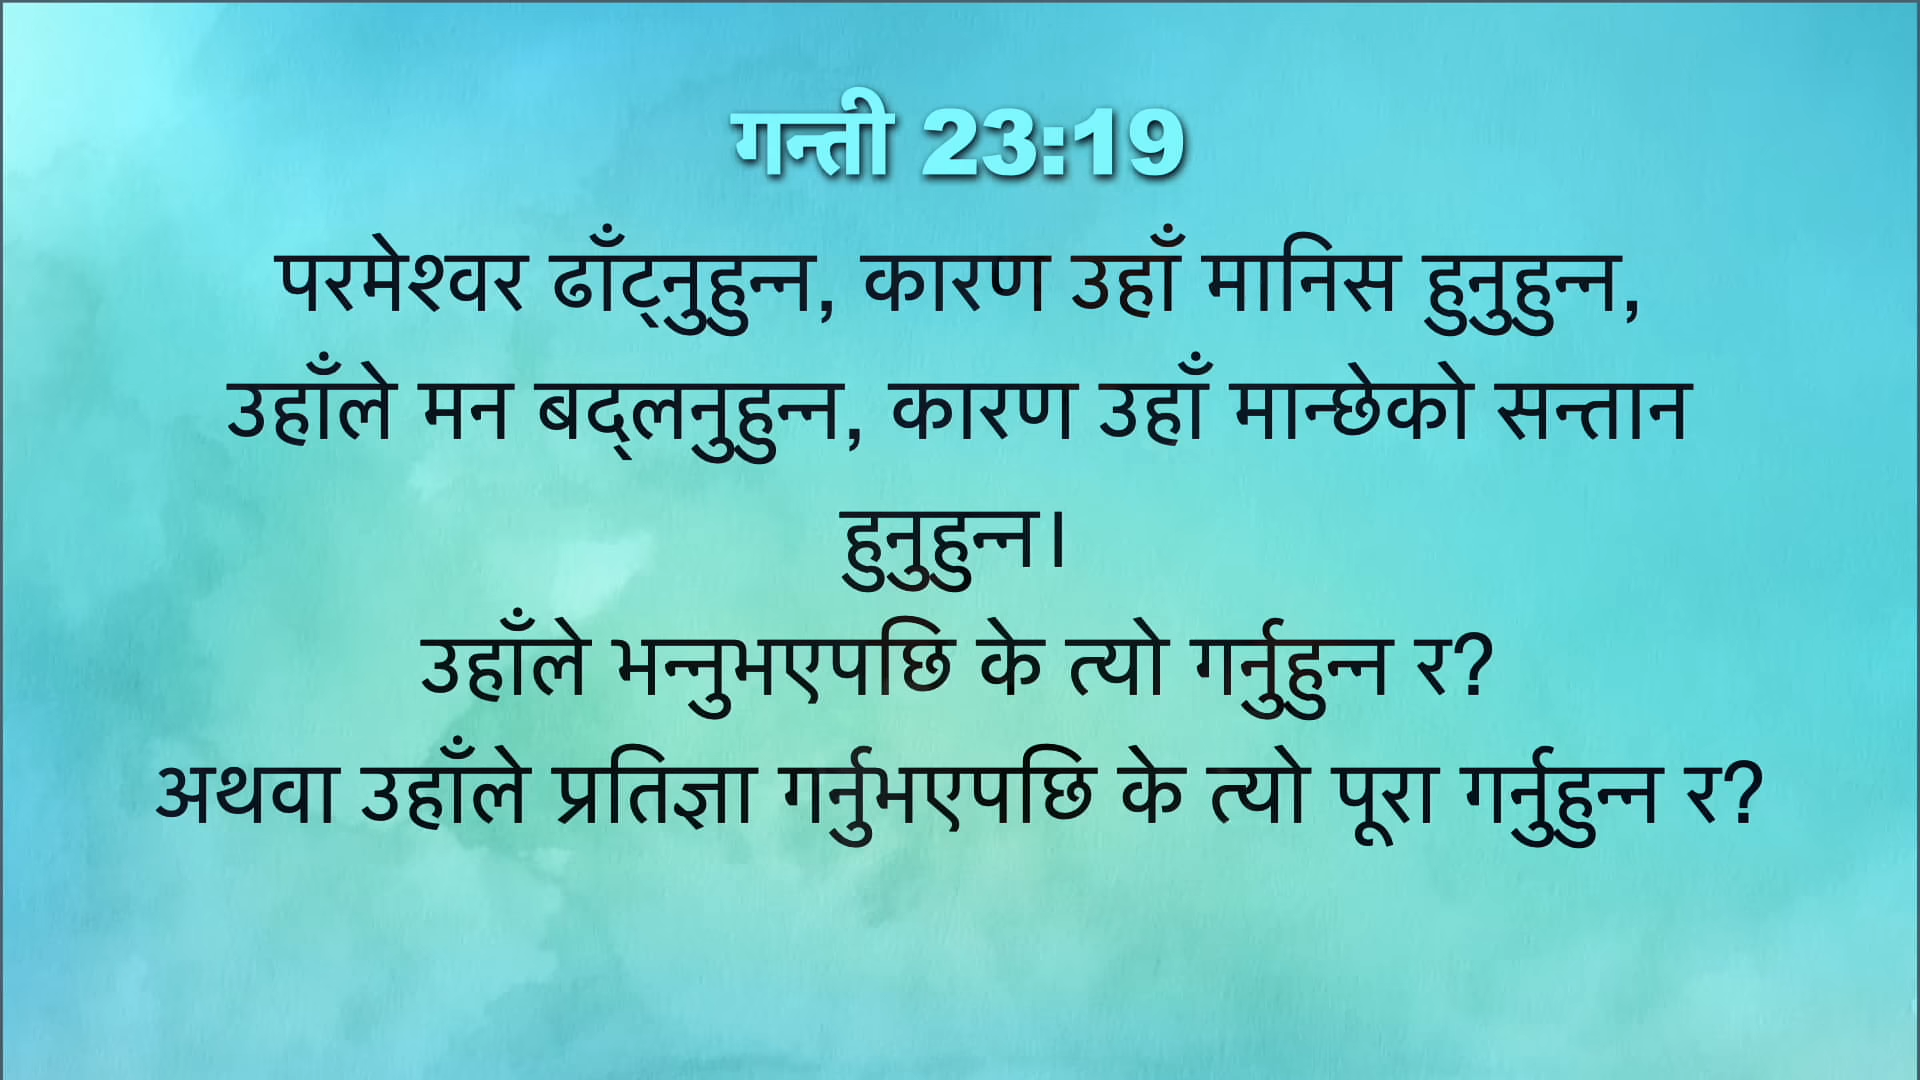 गन्ती 23:19
परमेश्वर ढाँट्नुहुन्न, कारण उहाँ मानिस हुनुहुन्न,
उहाँले मन बद्लनुहुन्न, कारण उहाँ मान्छेको सन्तान
हुनुहुन्न।
उहाँले भन्नुभएपछि के त्यो गर्नुहुन्न र?
अथवा उहाँले प्रतिज्ञा गर्नुभएपछि के त्यो पूरा गर्नुहुन्न र?